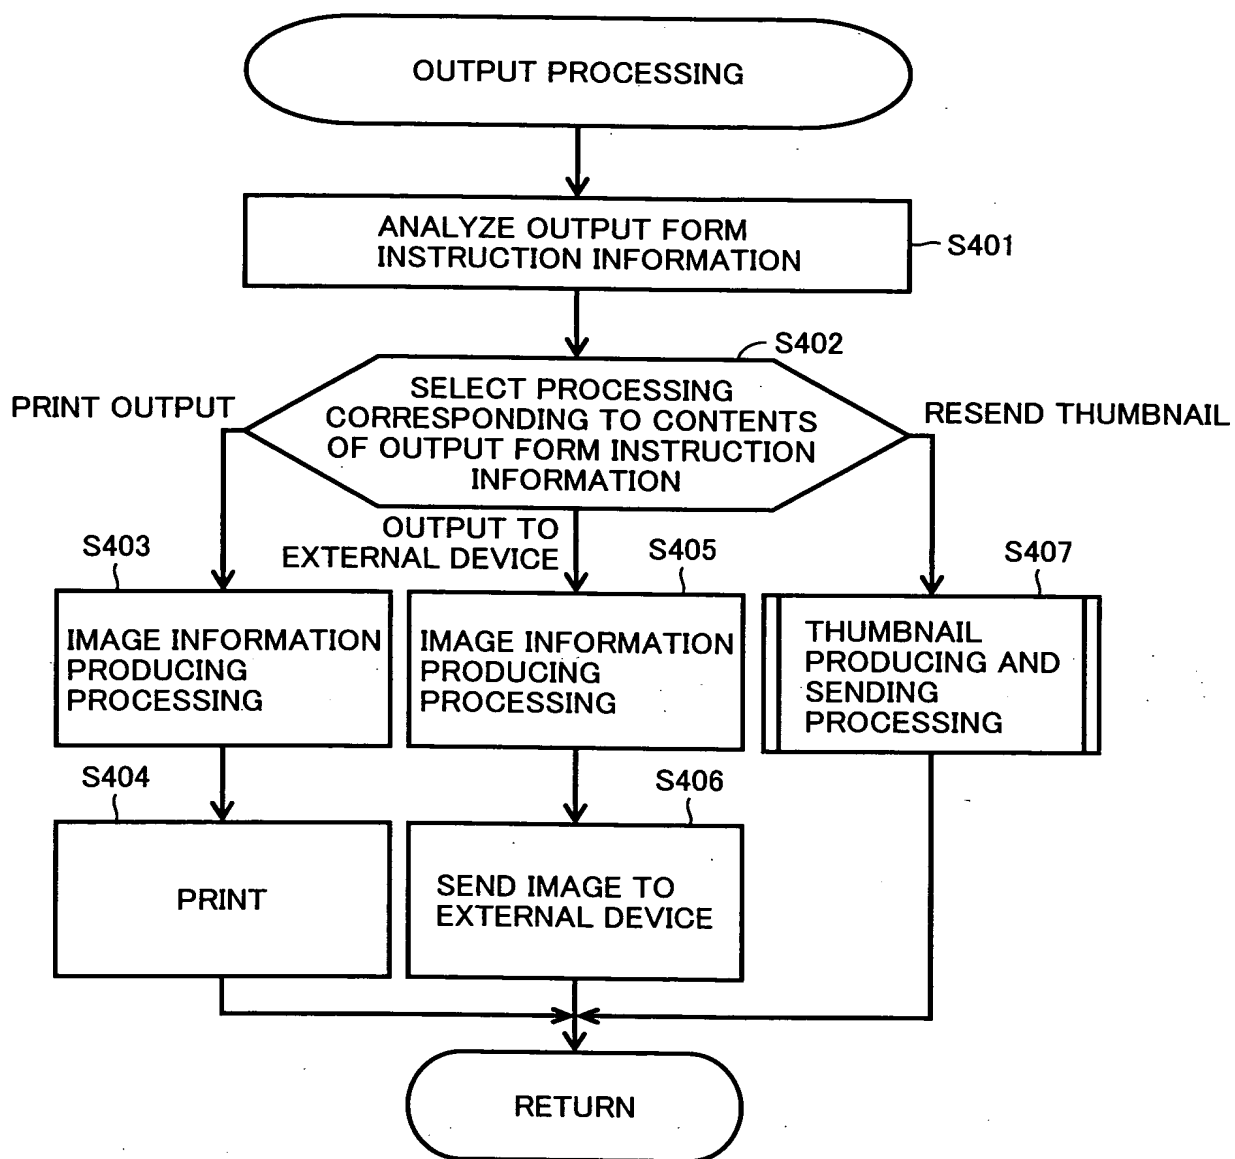 OUTPUT PROCESSING
ANALYZE OUTPUT FORM
INSTRUCTION INFORMATION
S401
S402
SELECT PROCESSING
CORRESPONDING TO CONTENTS
OF OUTPUT FORM INSTRUCTION
INFORMATION
PRINT OUTPUT
RESEND THUMBNAIL
OUTPUT TO
EXTERNAL DEVICE
S403
S405
S407
IMAGE INFORMATION
PRODUCING
PROCESSING
IMAGE INFORMATION
PRODUCING
PROCESSING
THUMBNAIL
PRODUCING AND
SENDING
PROCESSING
S404
S406
PRINT
SEND IMAGE TO
EXTERNAL DEVICE
RETURN